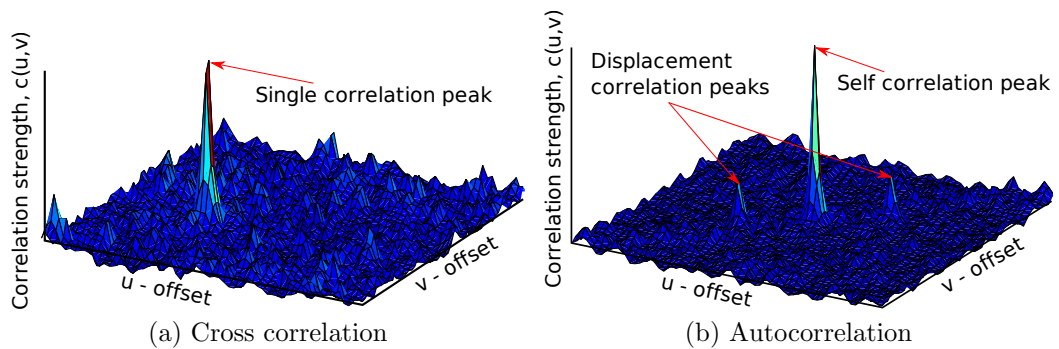 Correlation strength, c(u,v)
Single correlation peak
u - offset
v - offset
(a) Cross correlation
Correlation strength, c(u,v)
Displacement
correlation peaks
Self correlation peak
u - offset
v - offset
(b) Autocorrelation